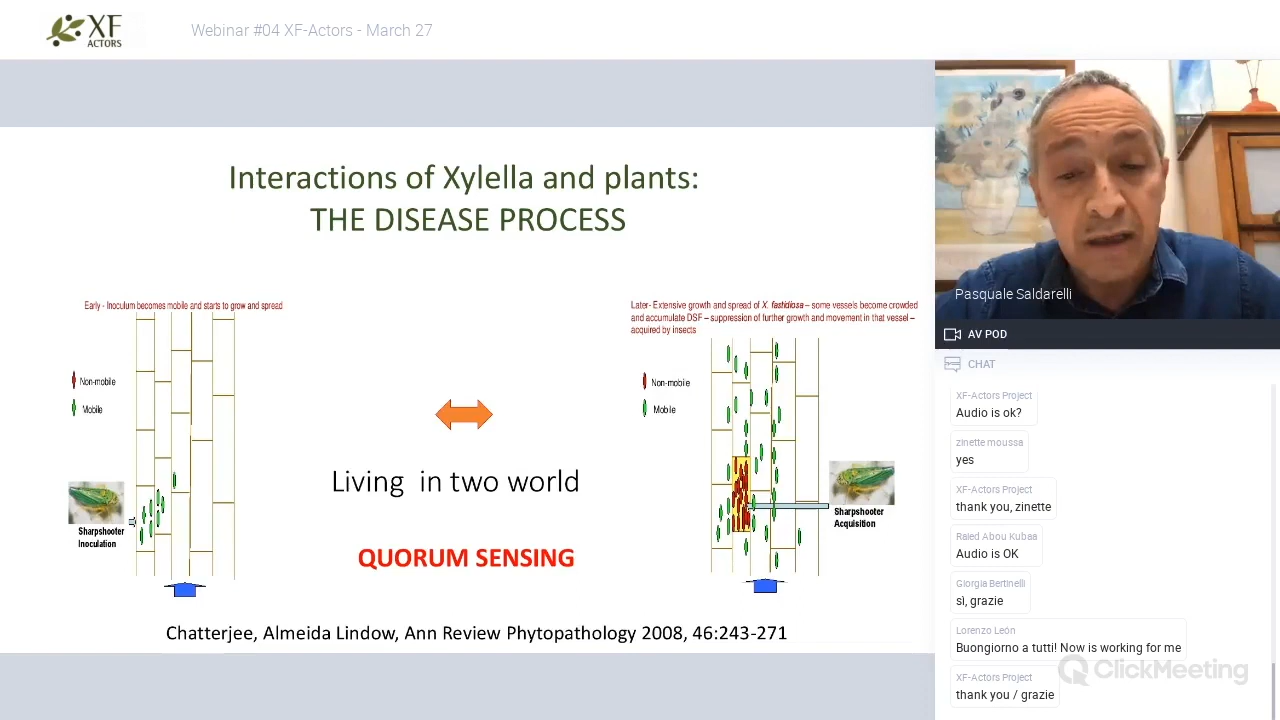 XF
ACTORS
Webinar #04 XF-Actors - March 27
Interactions of Xylella and plants:
THE DISEASE PROCESS
Early - Inoculum becomes mobile and starts to grow and spread
Non-mobile
Mobile
Sharpshooter
Inoculation
Living in two world
QUORUM SENSING
Later- Extensive growth and spread of X. fastidiosa – some vessels become crowded
and accumulate DSF – suppression of further growth and movement in that vessel –
acquired by insects
Non-mobile
Mobile
Sharpshooter
Acquisition
Chatterjee, Almeida Lindow, Ann Review Phytopathology 2008, 46:243-271
Pasquale Saldarelli
AV POD
CHAT
XF-Actors Project
Audio is ok?
zinette moussa
yes
XF-Actors Project
thank you, zinette
Raied Abou Kubaa
Audio is OK
Giorgia Bertinelli
sì, grazie
Lorenzo León
Buongiorno a tutti! Now is working for me
XF-Actors Project
thank you / grazie
ClickMeeting